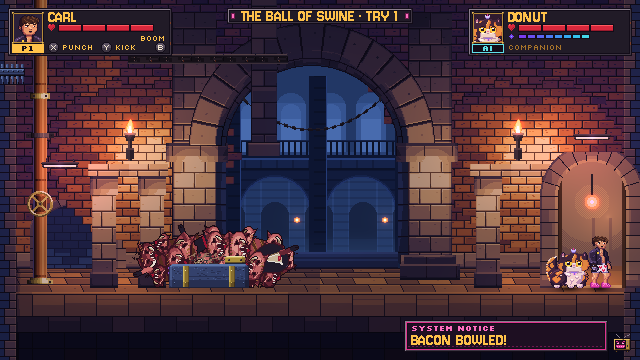 CARL
BOOM
P1 X PUNCH Y KICK B
THE BALL OF SWINE · TRY 1
DONUT
AI COMPANION
SYSTEM NOTICE
BACON BOWLED!